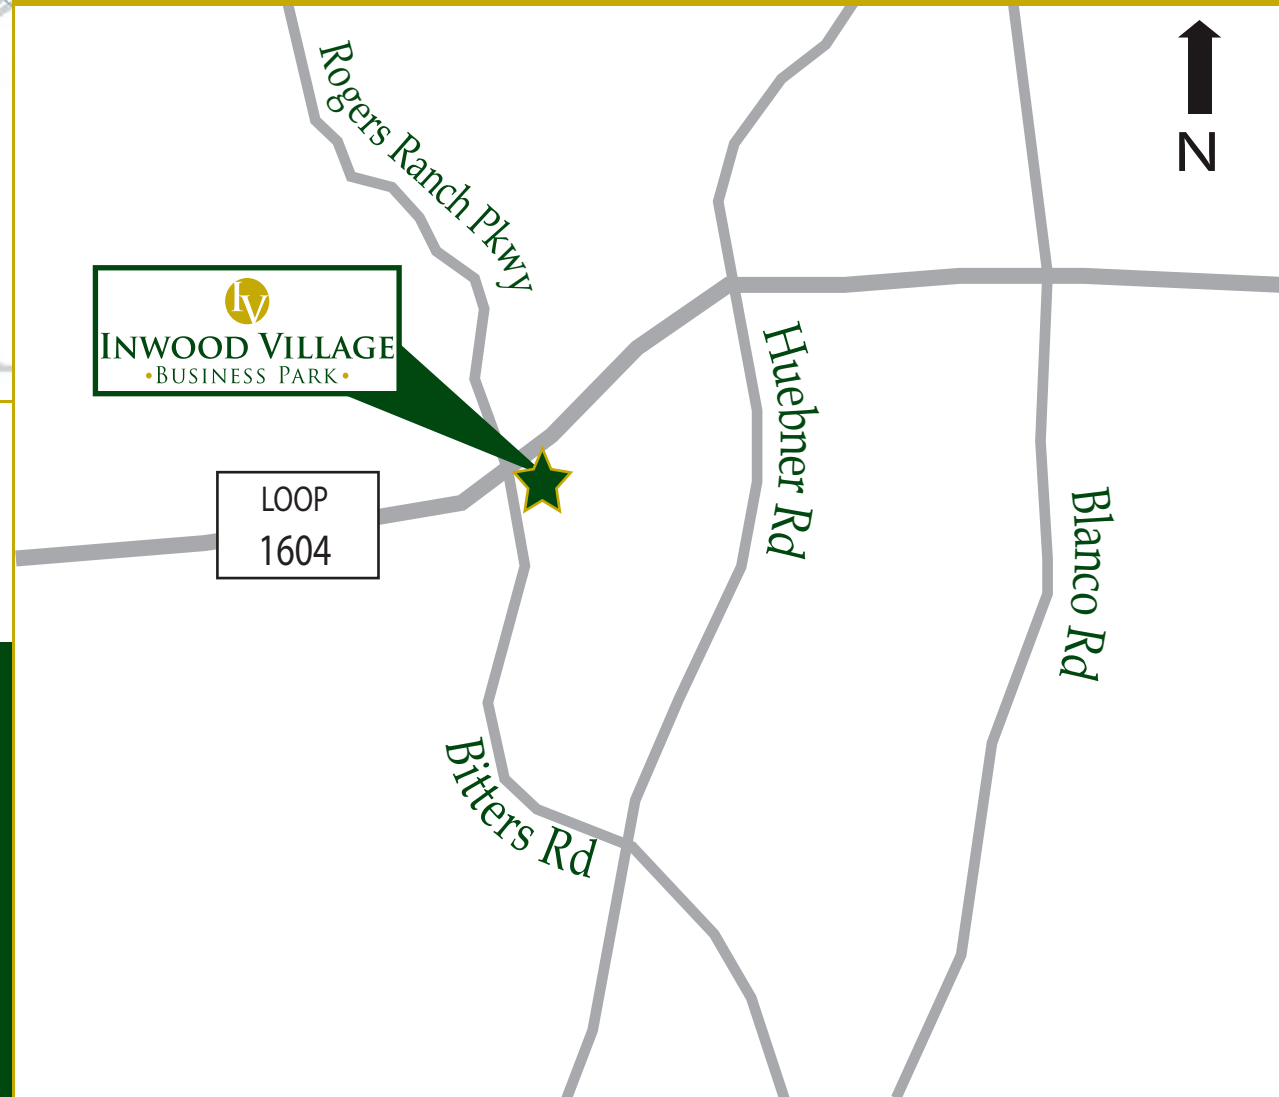 N
Rogers Ranch Pkwy
IV
INWOOD VILLAGE
•BUSINESS PARK•
Huebner Rd
LOOP
1604
Blanco Rd
Bitters Rd